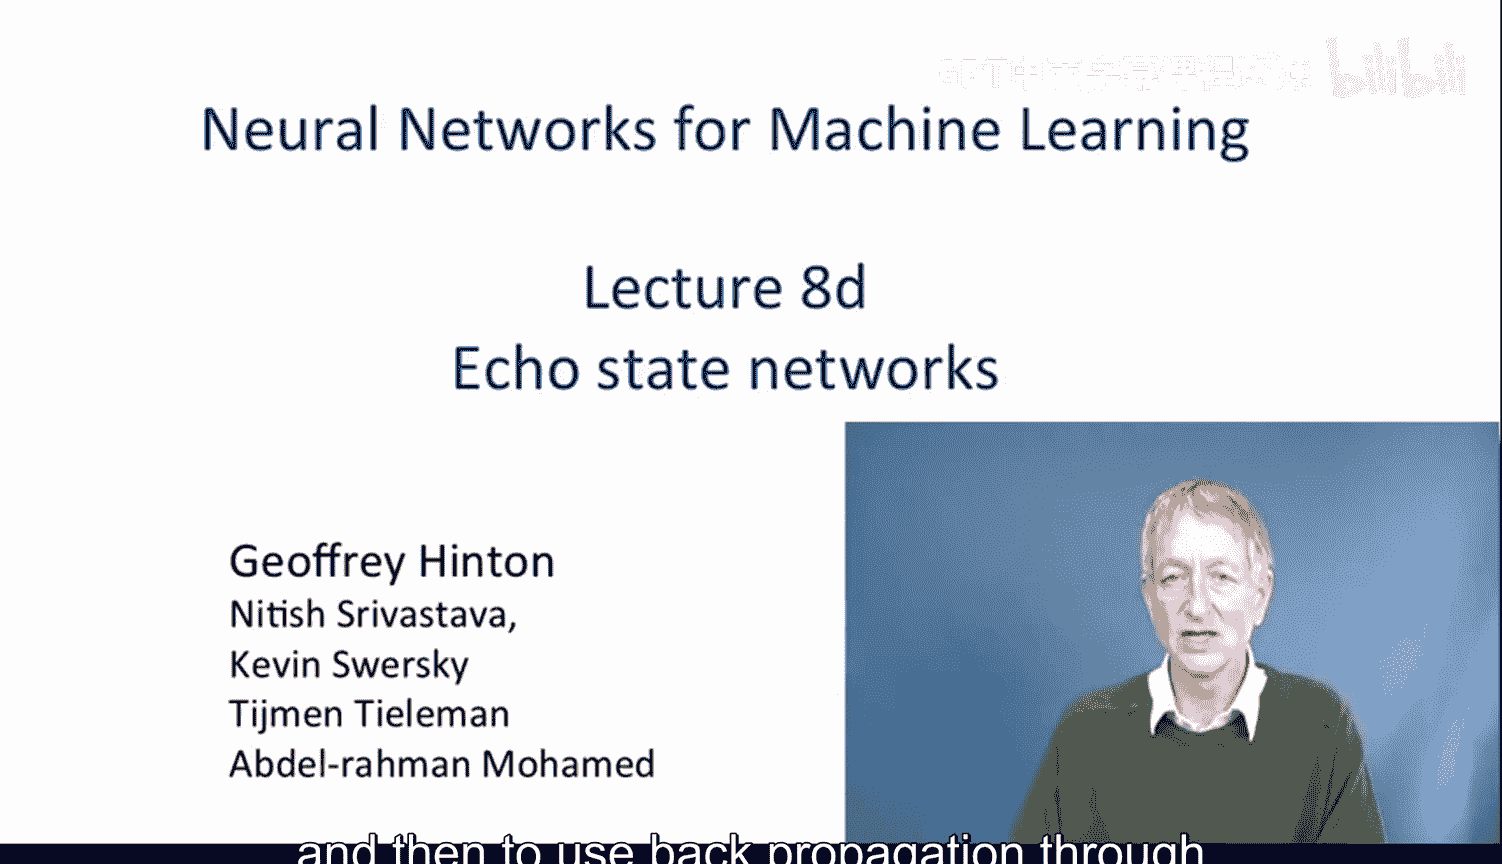 bilibili
Neural Networks for Machine Learning
Lecture 8d
Echo state networks
Geoffrey Hinton
Nitish Srivastava,
Kevin Swersky
Tijmen Tieleman
Abdel-rahman Mohamed
and then to use back propagation through